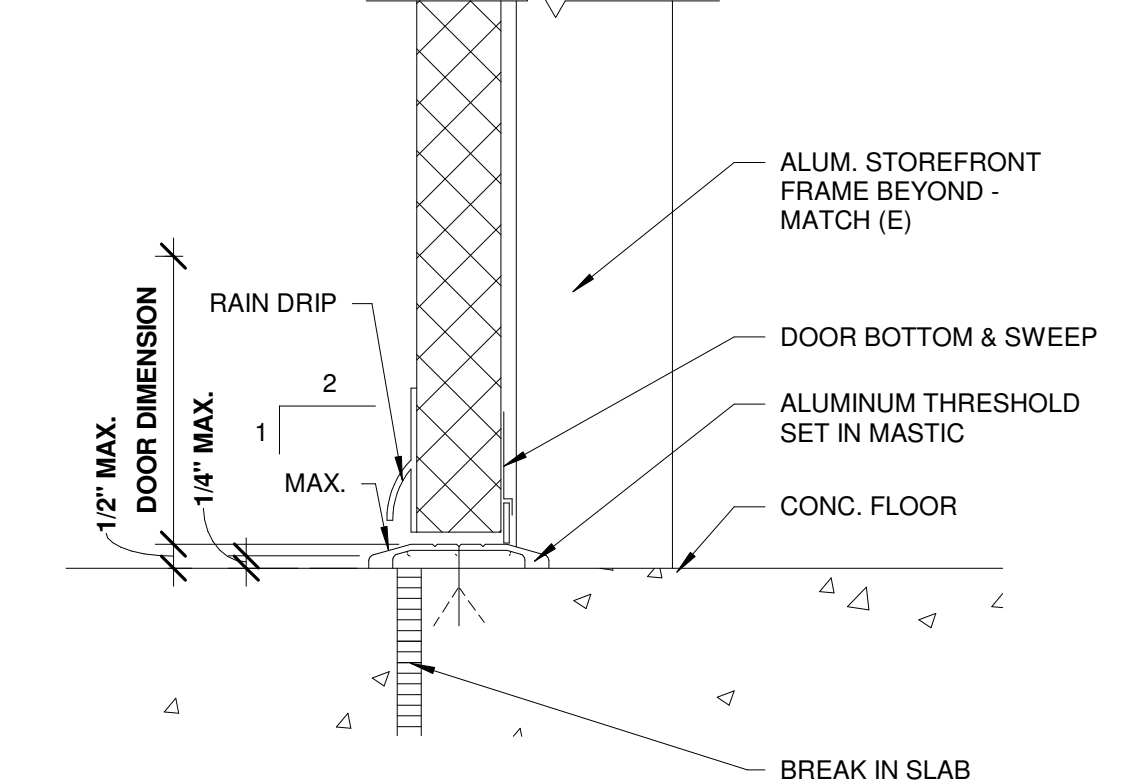 ALUM. STOREFRONT
FRAME BEYOND -
MATCH (E)
RAIN DRIP
DOOR DIMENSION
DOOR BOTTOM & SWEEP
2
1
1/2" MAX.
1/4" MAX.
ALUMINUM THRESHOLD
SET IN MASTIC
MAX.
CONC. FLOOR
BREAK IN SLAB